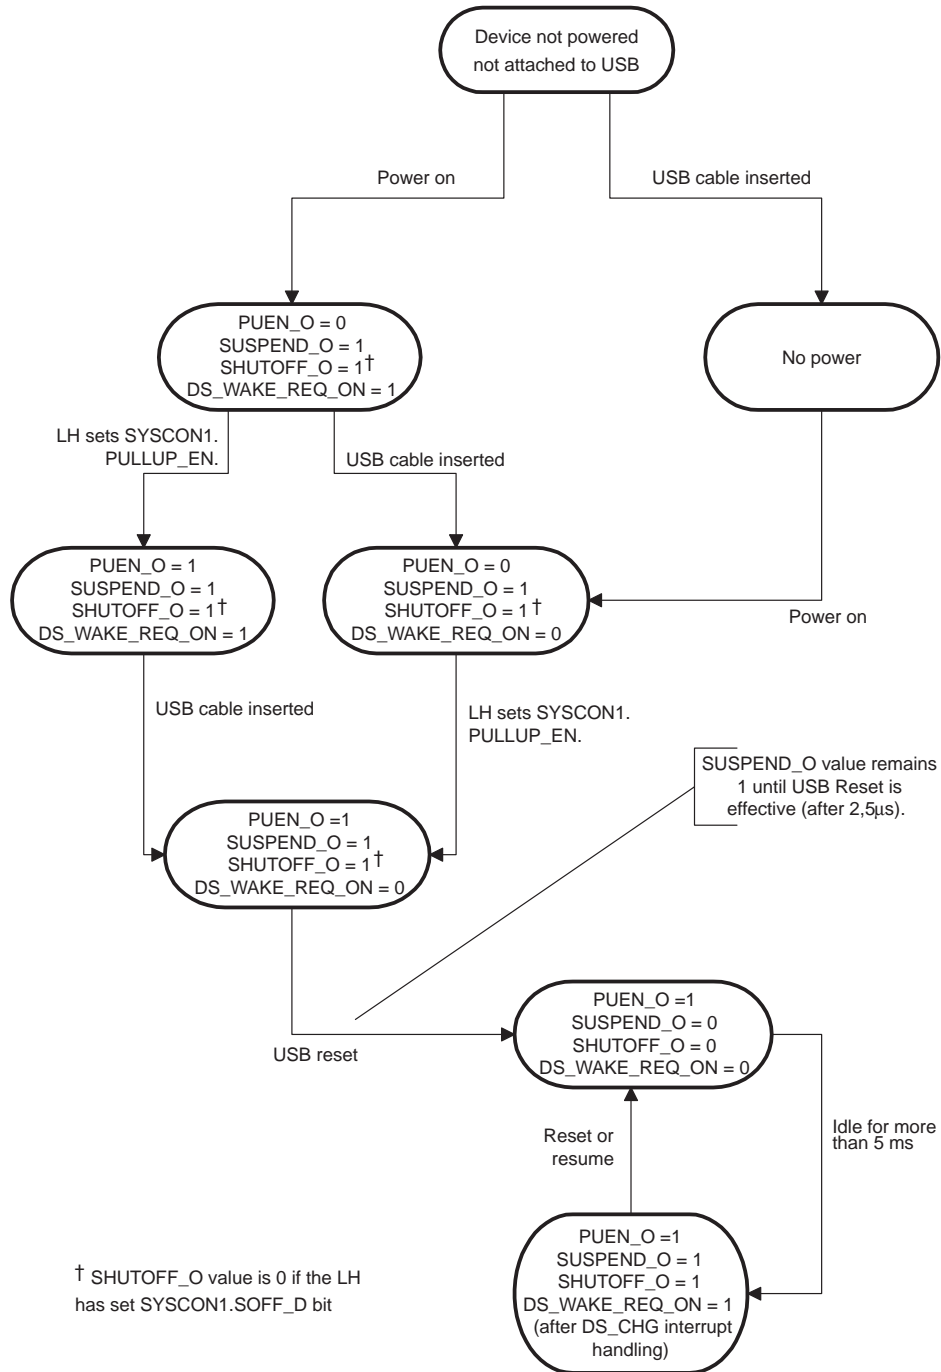 Device not powered
not attached to USB
Power on
USB cable inserted
PUEN_O = 0
SUSPEND_O = 1
SHUTOFF_O = 1†
DS_WAKE_REQ_ON = 1
No power
LH sets SYSCON1.
PULLUP_EN.
USB cable inserted
PUEN_O = 1
SUSPEND_O = 1
SHUTOFF_O = 1†
DS_WAKE_REQ_ON = 1
PUEN_O = 0
SUSPEND_O = 1
SHUTOFF_O = 1†
DS_WAKE_REQ_ON = 0
Power on
USB cable inserted
LH sets SYSCON1.
PULLUP_EN.
SUSPEND_O value remains
1 until USB Reset is
effective (after 2,5µs).
PUEN_O =1
SUSPEND_O = 1
SHUTOFF_O = 1†
DS_WAKE_REQ_ON = 0
USB reset
PUEN_O =1
SUSPEND_O = 0
SHUTOFF_O = 0
DS_WAKE_REQ_ON = 0
Reset or
resume
Idle for more
than 5 ms
PUEN_O =1
SUSPEND_O = 1
SHUTOFF_O = 1
DS_WAKE_REQ_ON = 1
(after DS_CHG interrupt
handling)
† SHUTOFF_O value is 0 if the LH
has set SYSCON1.SOFF_D bit